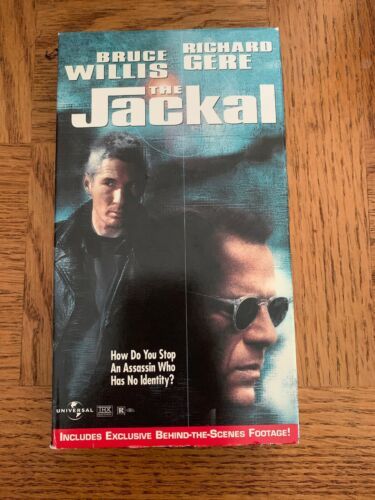 BRUCE RICHARD
WILLIS GERE
THE
Jackal
How Do You Stop
An Assassin Who
Has No Identity?
UNIVERSAL
THX
R
INCLUDES EXCLUSIVE BEHIND-THE-SCENES FOOTAGE!